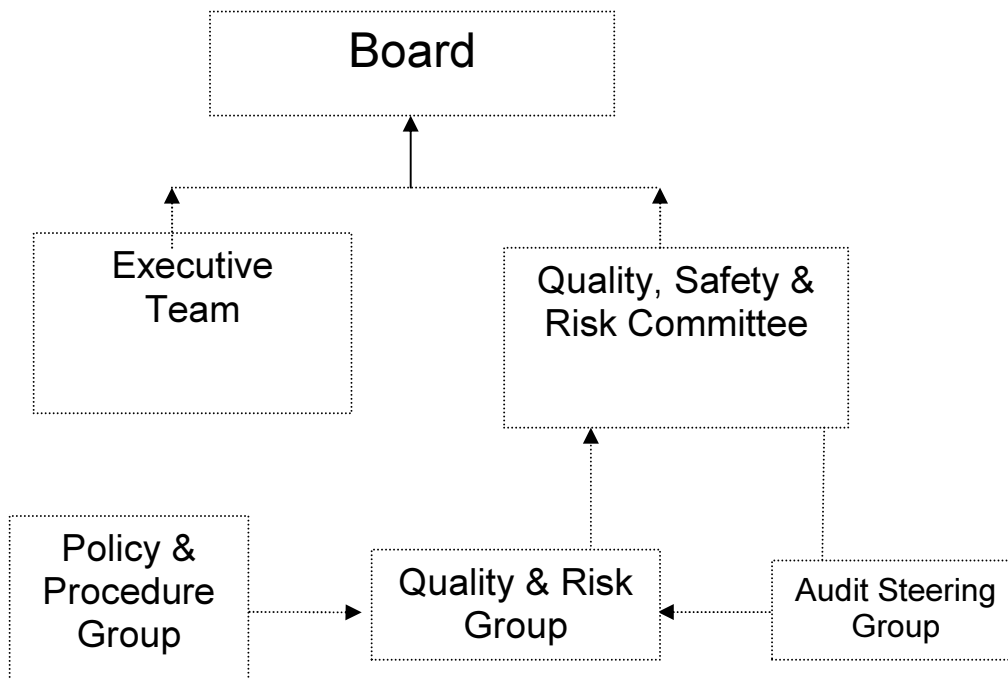 Board
Executive
Team
Quality, Safety &
Risk Committee
Policy &
Procedure
Group
Quality & Risk
Group
Audit Steering
Group